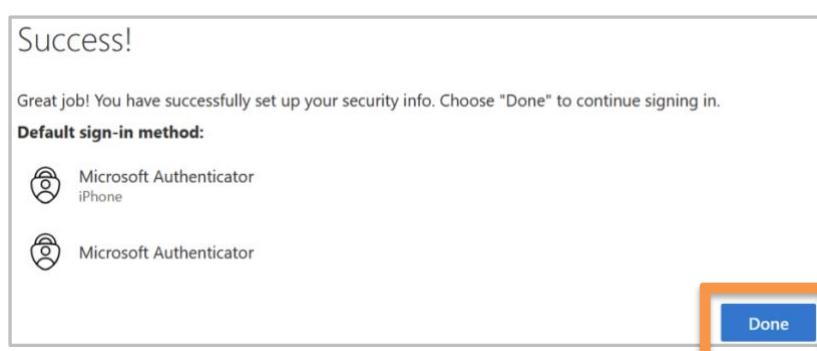 Success!
Great job! You have successfully set up your security info. Choose "Done" to continue signing in.
Default sign-in method:
Microsoft Authenticator
iPhone
Microsoft Authenticator
Done